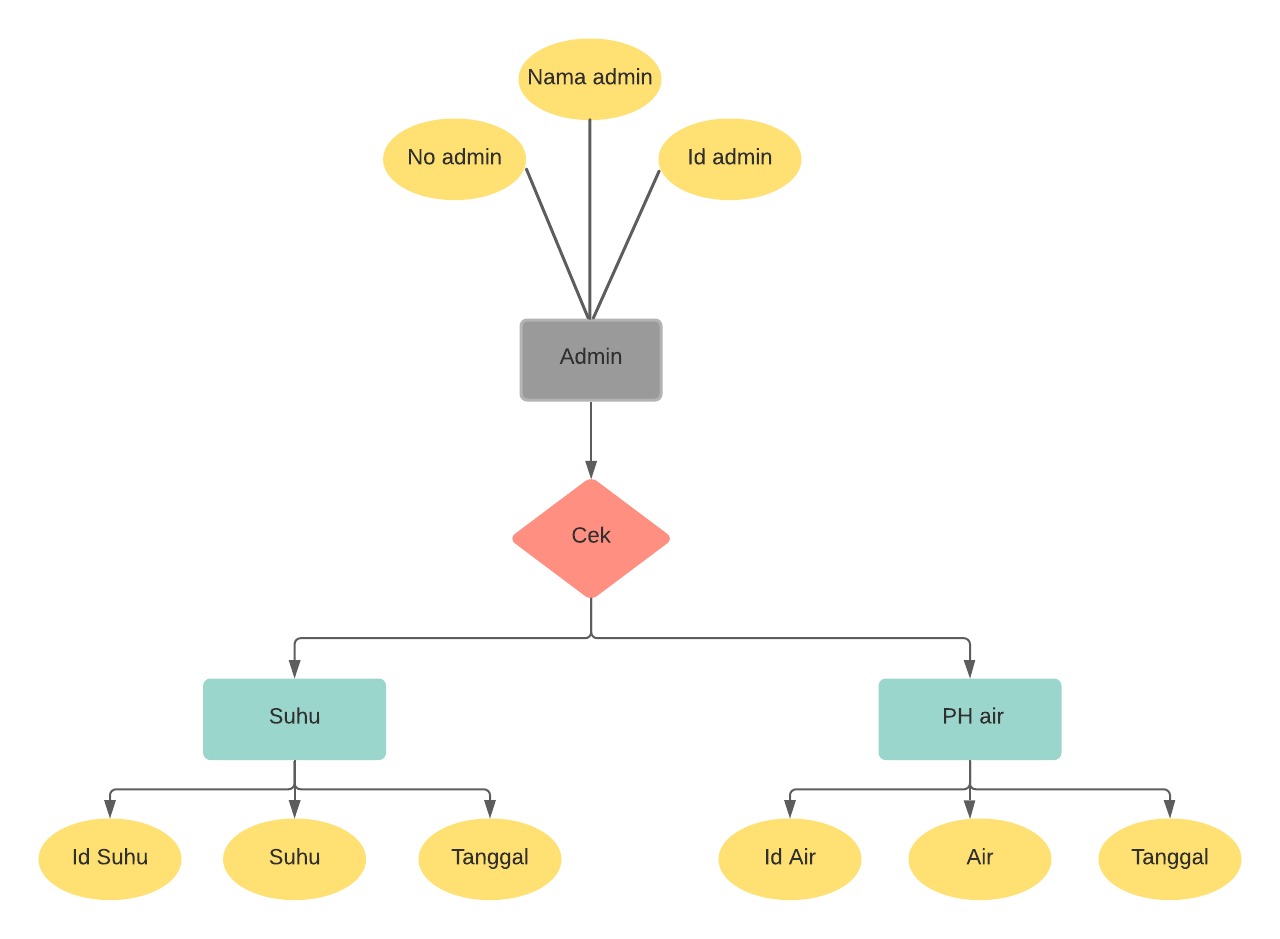 Nama admin
No admin
Id admin
Admin
Cek
Suhu
PH air
Id Suhu
Suhu
Tanggal
Id Air
Air
Tanggal